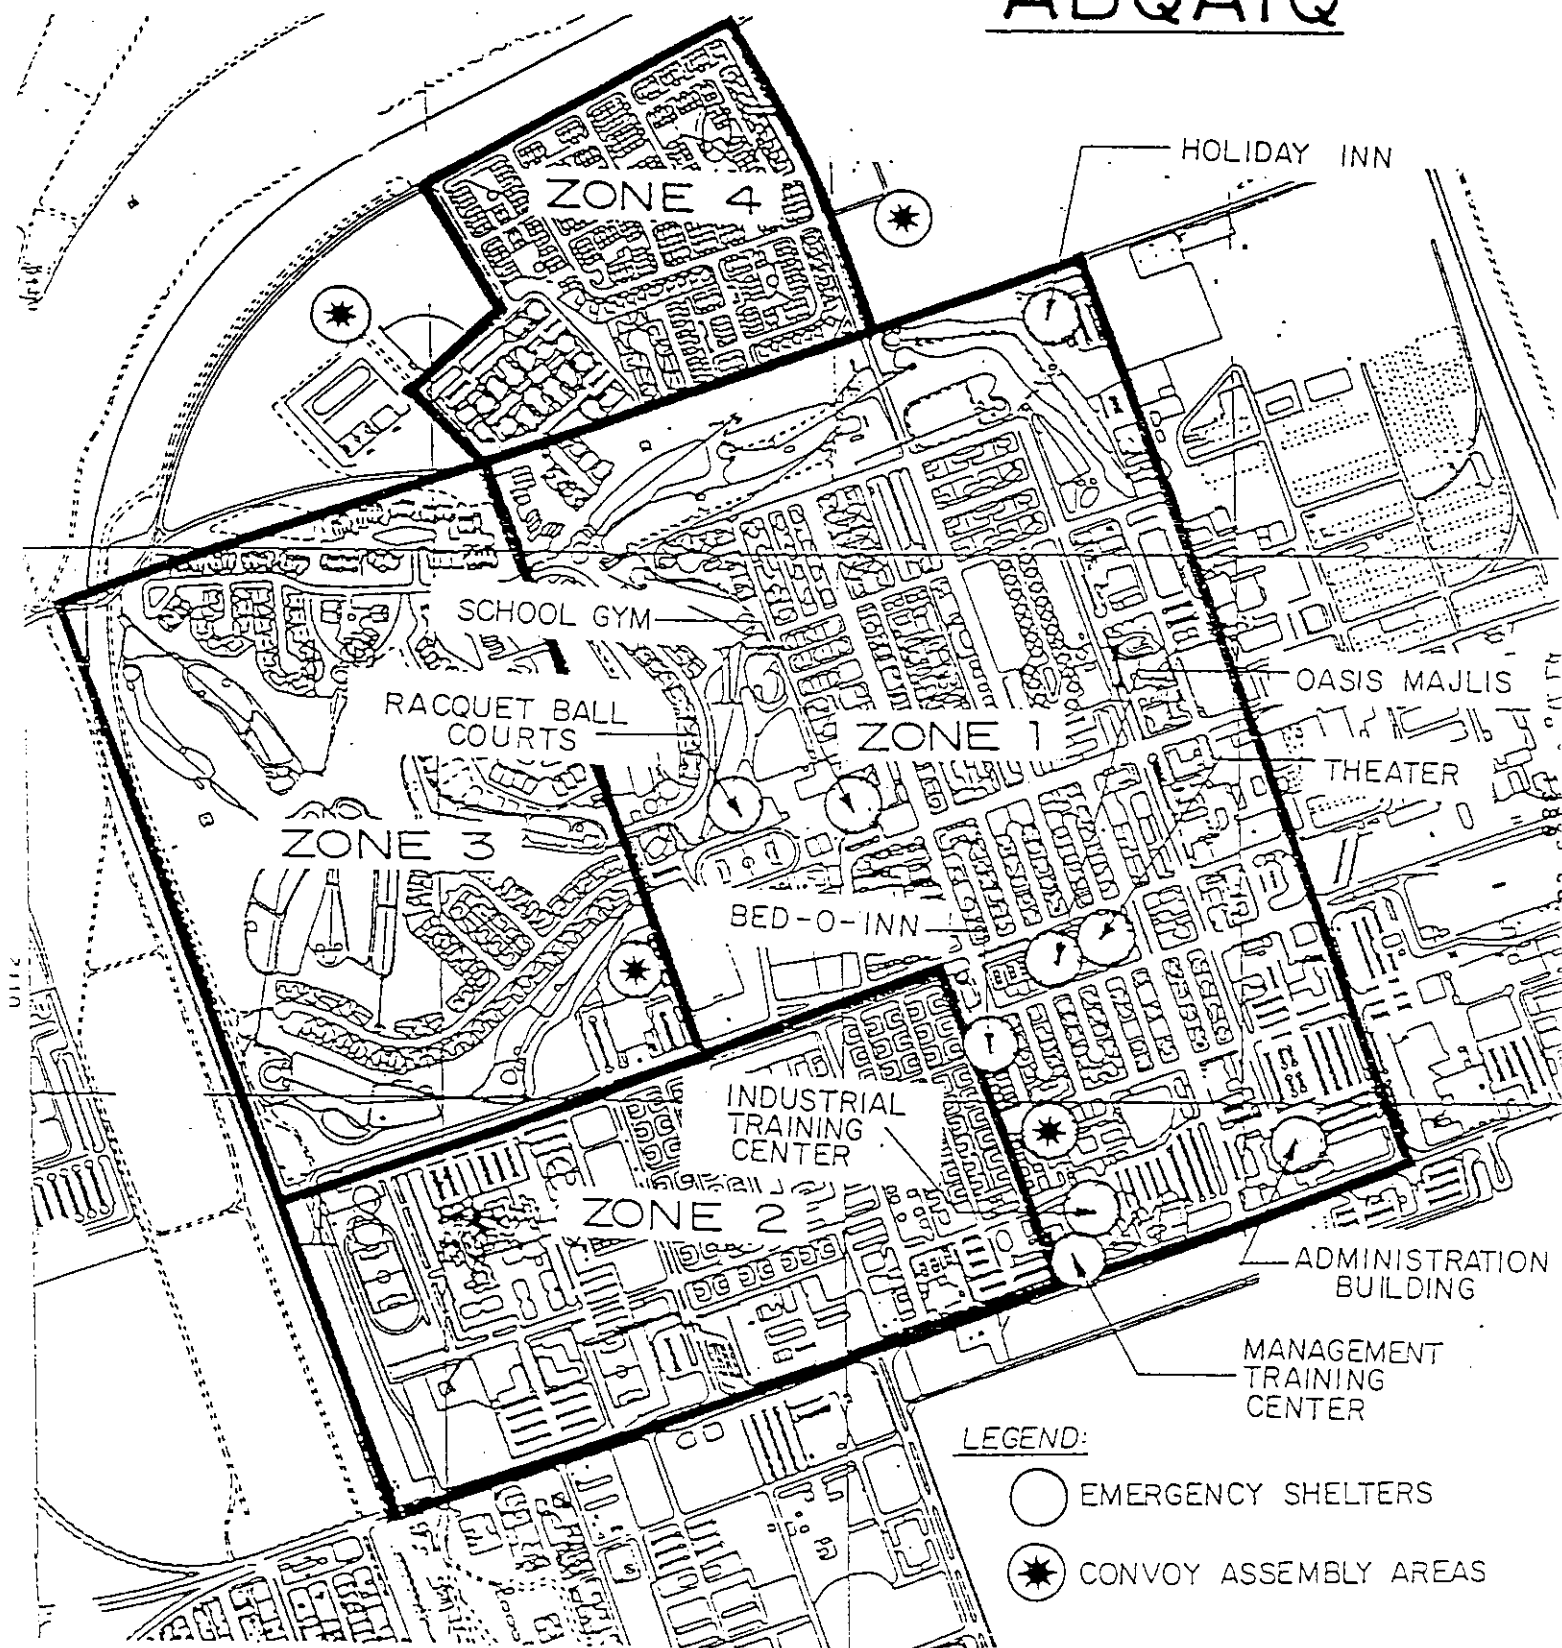 ABQAIQ
HOLIDAY INN
ZONE 4
SCHOOL GYM
OASIS MAJLIS
RACQUET BALL
COURTS
ZONE 1
THEATER
ZONE 3
BED-O-INN
INDUSTRIAL
TRAINING
CENTER
ZONE 2
ADMINISTRATION
BUILDING
MANAGEMENT
TRAINING
CENTER
LEGEND:
EMERGENCY SHELTERS
CONVOY ASSEMBLY AREAS